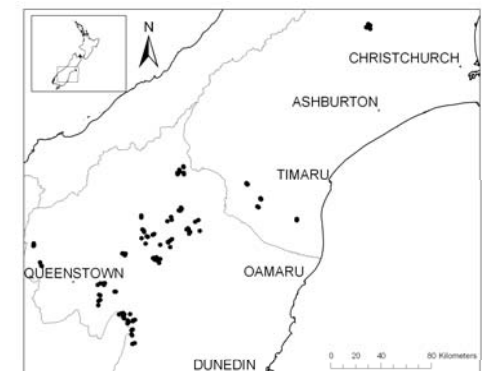 N
CHRISTCHURCH
ASHBURTON
TIMARU
QUEENSTOWN
OAMARU
0 20 40 80 Kilometers
DUNEDIN